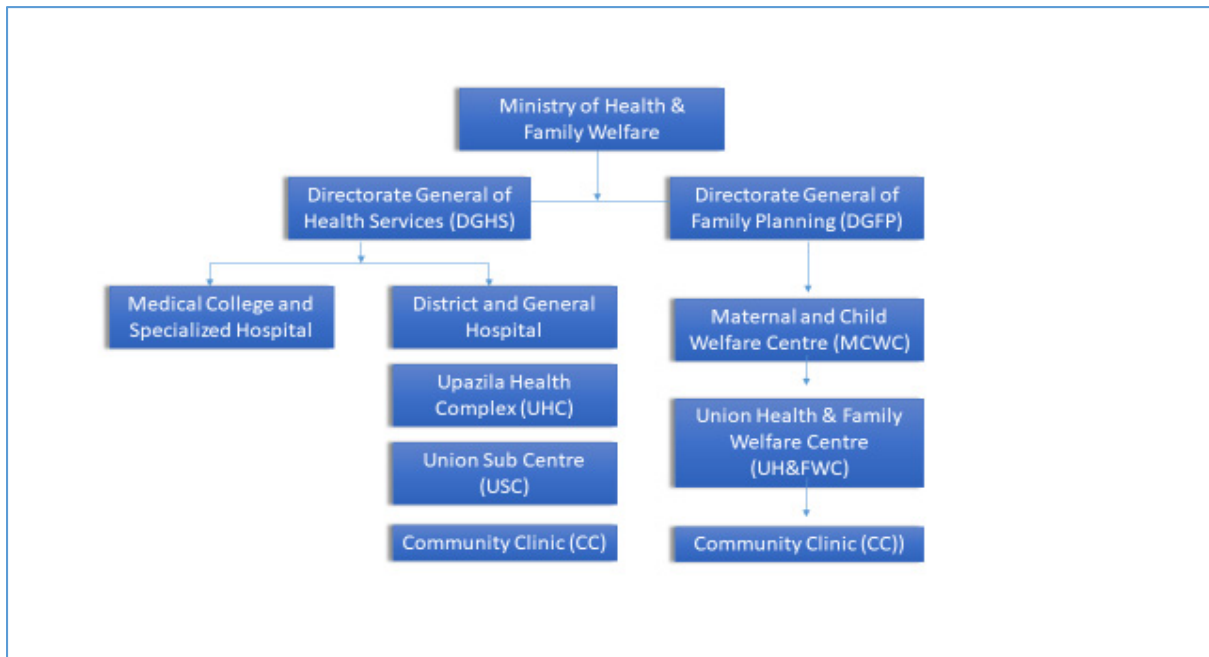 Ministry of Health &
Family Welfare
Directorate General of
Health Services (DGHS)
Directorate General of
Family Planning (DGFP)
Medical College and
Specialized Hospital
District and General
Hospital
Maternal and Child
Welfare Centre (MCWC)
Upazila Health
Complex (UHC)
Union Health & Family
Welfare Centre
(UH&FWC)
Union Sub Centre
(USC)
Community Clinic (CC)
Community Clinic (CC))